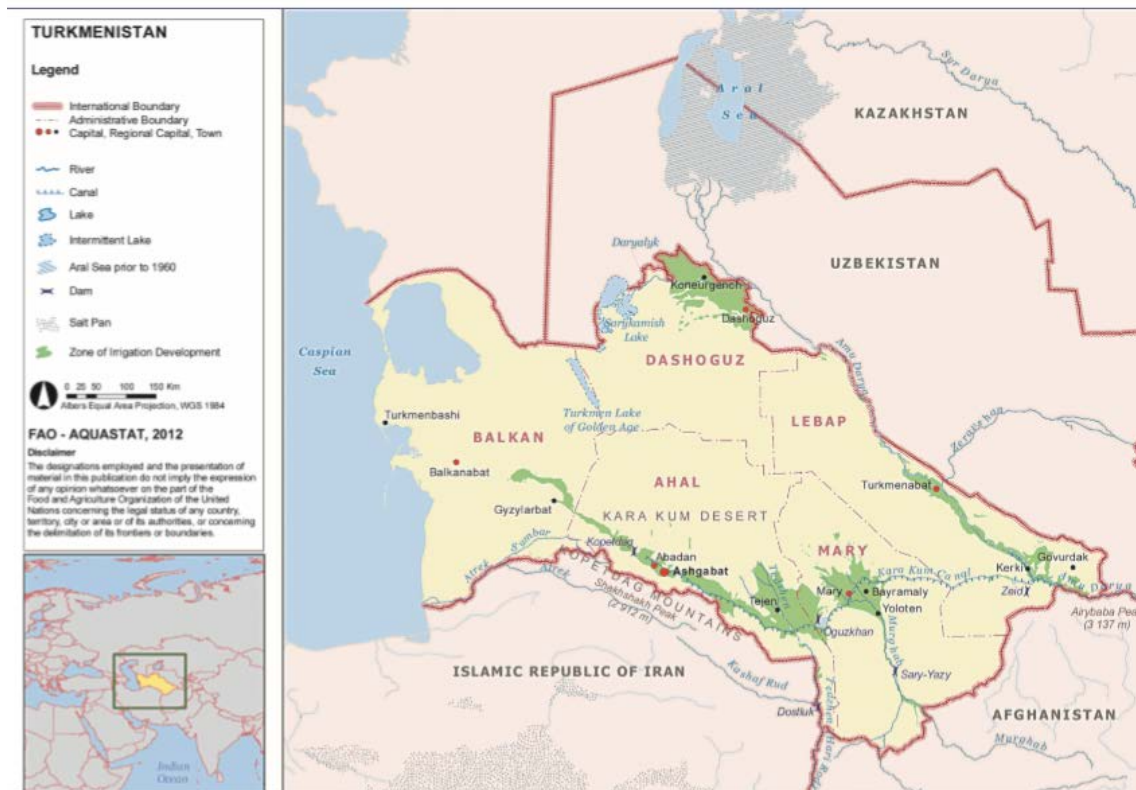 TURKMENISTAN
Legend
International Boundary
Administrative Boundary
Capital, Regional Capital, Town
River
Canal
Lake
Intermittent Lake
Aral Sea prior to 1960
Dam
Salt Pan
Zone of Irrigation Development
0 25 50 100 150 Km
Albers Equal Area Projection, WGS 1984
FAO - AQUASTAT, 2012
Disclaimer
The designations employed and the presentation of
material in this publication do not imply the expression
of any opinion whatsoever on the part of the
Food and Agriculture Organization of the United
Nations concerning the legal status of any country,
territory, city or area or of its authorities, or concerning
the delimitation of its frontiers or boundaries.
Indian
Ocean
Aral
Sea
Syr Darya
KAZAKHSTAN
UZBEKISTAN
Daryalyk
Koneurgench
Dashoguz
Sarykamish
Lake
DASHOGUZ
Caspian
Sea
Amu Darya
Zeravshan
Turkmenbashi
Turkmen Lake
of Golden Age
LEBAP
BALKAN
Balkanabat
AHAL
Turkmenabat
Gyzylarbat
KARA KUM DESERT
Kopetdag
Sumbar
Atrek
Atrek
Abadan
Ashgabat
MARY
Kara Kum Canal
Govurdak
Kerki
Amu Darya
Zeid
KOPETDAG MOUNTAINS
Shakhshakh Peak
(2 912 m)
Tedzhen
Tejen
Mary
Bayramaly
Yoloten
Oguzkhan
Murghab
Airybaba Pea
(3 137 m)
ISLAMIC REPUBLIC OF IRAN
Kashaf Rud
Sary-Yazy
Dostluk
Tedzhen
Hari Rod
AFGHANISTAN
Murghab